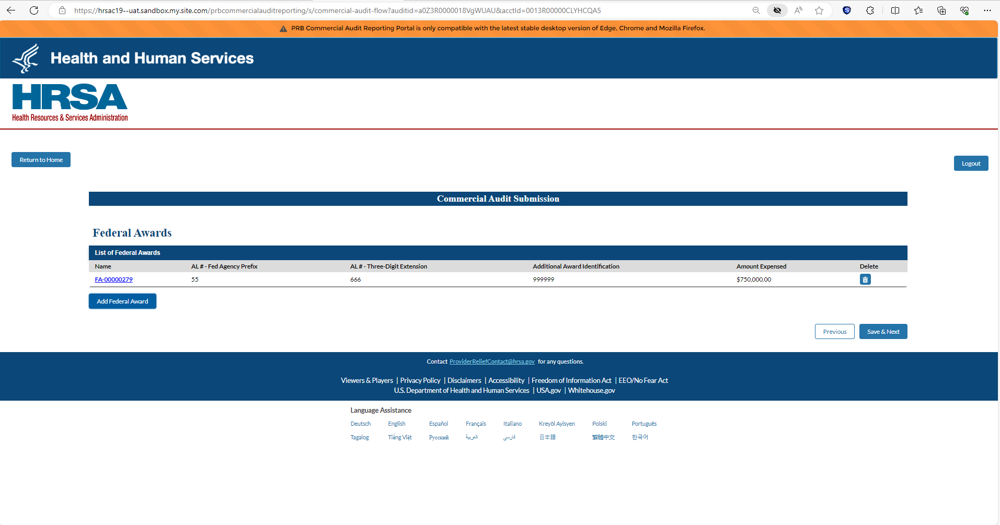 https://hrsac19--uat.sandbox.my.site.com/prbcommercialauditreporting/s/commercial-audit-flow?auditid=a0Z3R0000018VgWUAU&acctId=0013R00000CLYHCQA5
PRB Commercial Audit Reporting Portal is only compatible with the latest stable desktop version of Edge, Chrome and Mozilla Firefox.
Health and Human Services
HRSA
Health Resources & Services Administration
Return to Home
Logout
Commercial Audit Submission
Federal Awards
List of Federal Awards
Name AL # - Fed Agency Prefix AL # - Three-Digit Extension Additional Award Identification Amount Expensed Delete
FA-00000279 55 666 999999 $750,000.00
Add Federal Award
Previous Save & Next
Contact ProviderReliefContact@hrsa.gov for any questions.
Viewers & Players | Privacy Policy | Disclaimers | Accessibility | Freedom of Information Act | EEO/No Fear Act
U.S. Department of Health and Human Services | USA.gov | Whitehouse.gov
Language Assistance
Deutsch English Español Français Italiano Kreyòl Ayisyen Polski Português
Tagalog Tiếng Việt Русский العربية فارسی 日本語 繁體中文 한국어